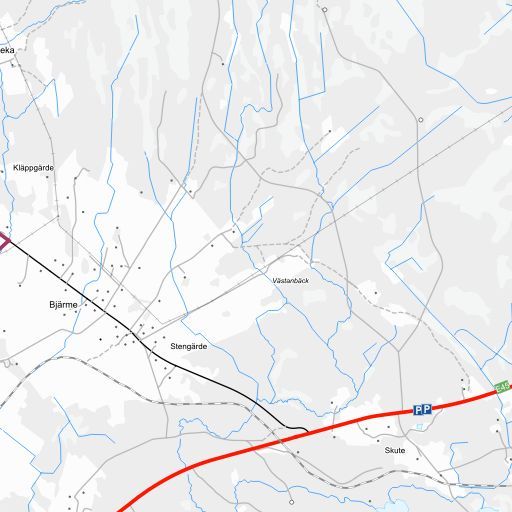 eka
Kläppgärde
Västanbäck
Bjärme
Stengärde
E45
P P
Skute